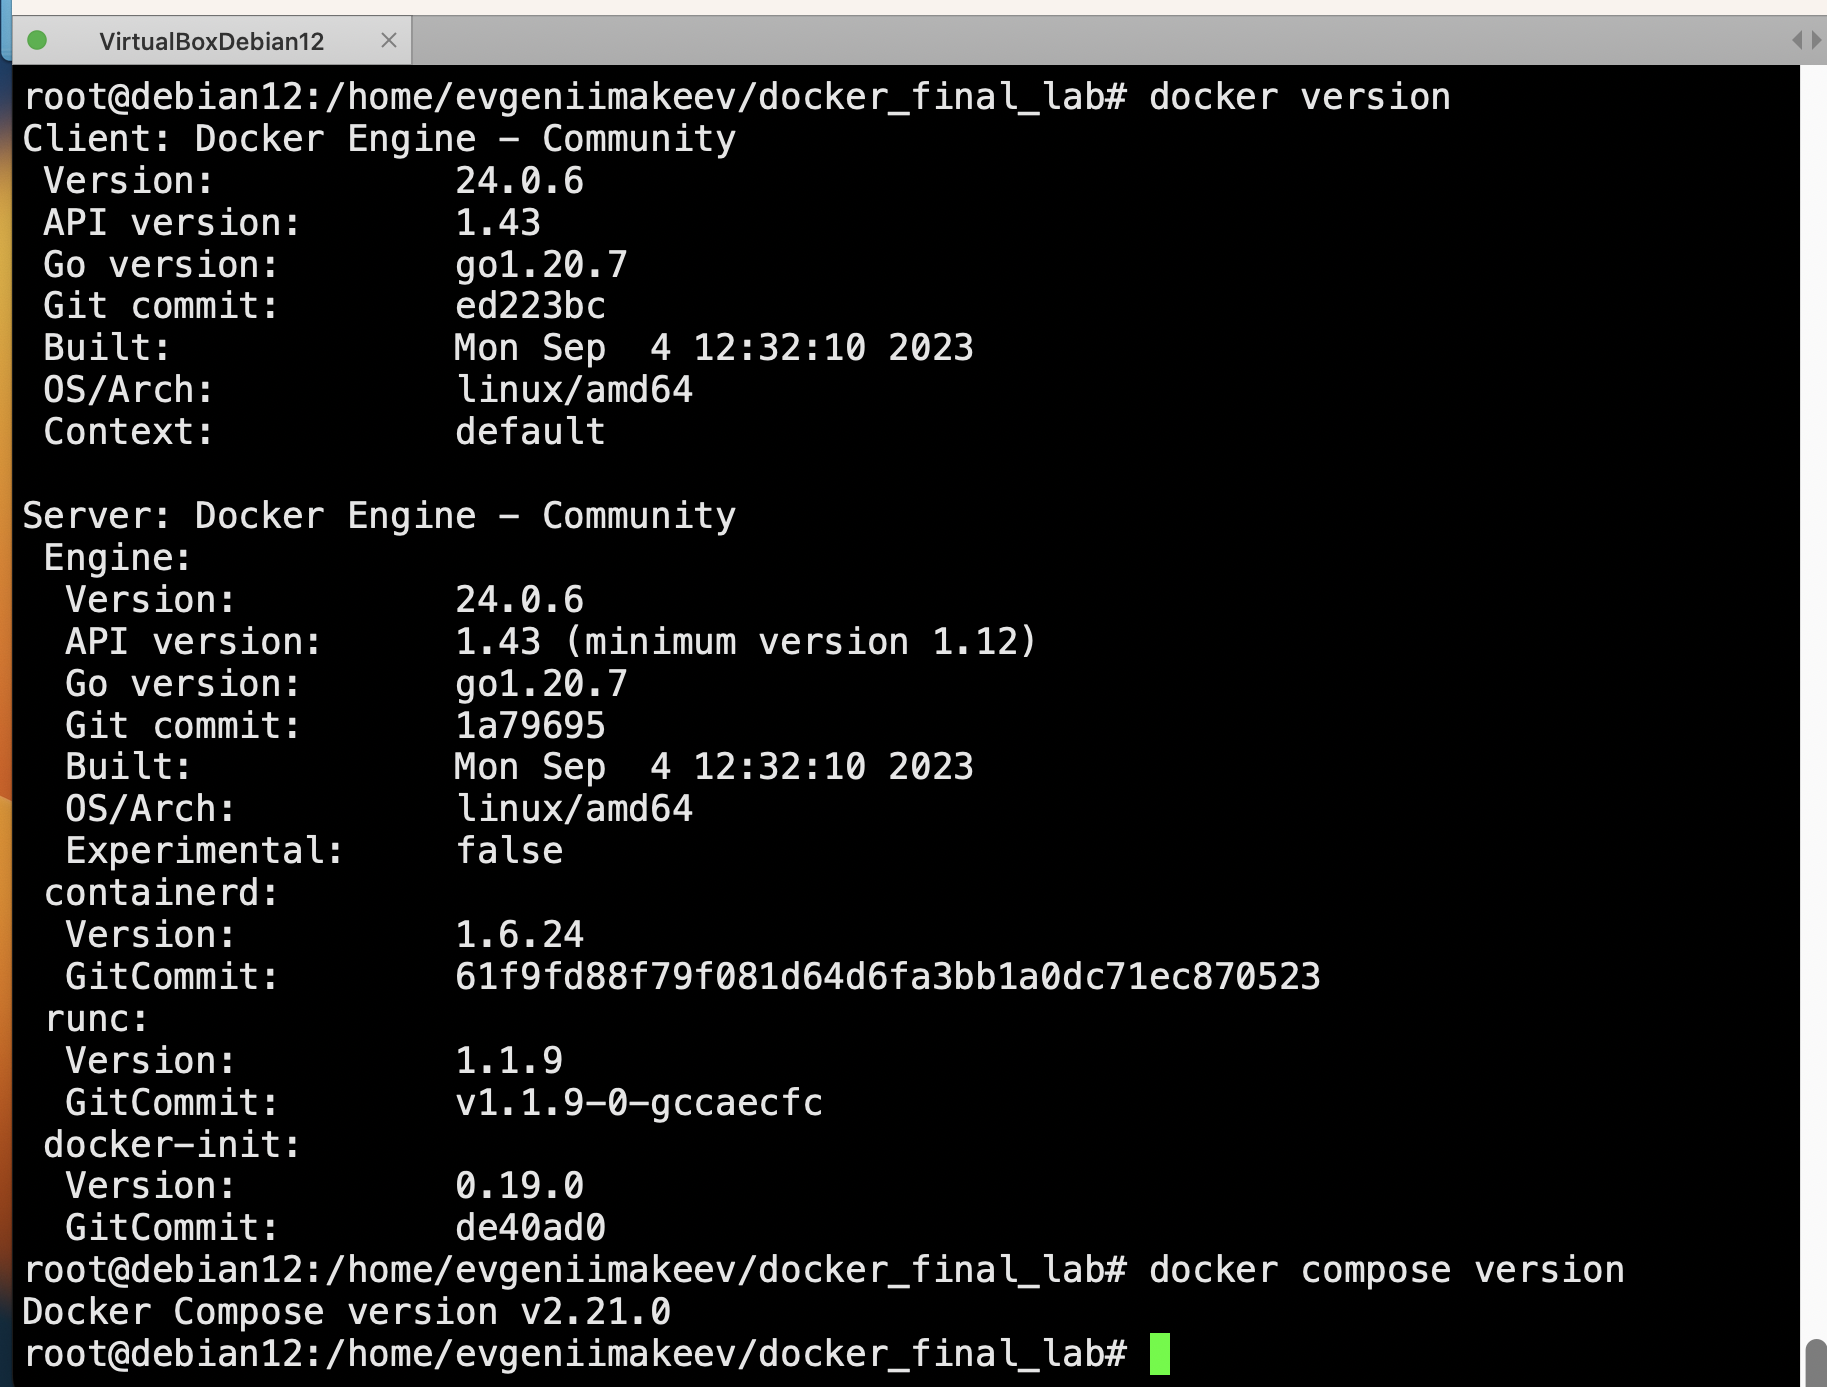 VirtualBoxDebian12
root@debian12:/home/evgeniimakeev/docker_final_lab# docker version
Client: Docker Engine - Community
 Version:           24.0.6
 API version:       1.43
 Go version:        go1.20.7
 Git commit:        ed223bc
 Built:             Mon Sep  4 12:32:10 2023
 OS/Arch:           linux/amd64
 Context:           default

Server: Docker Engine - Community
 Engine:
  Version:          24.0.6
  API version:      1.43 (minimum version 1.12)
  Go version:       go1.20.7
  Git commit:       1a79695
  Built:            Mon Sep  4 12:32:10 2023
  OS/Arch:          linux/amd64
  Experimental:     false
 containerd:
  Version:          1.6.24
  GitCommit:        61f9fd88f79f081d64d6fa3bb1a0dc71ec870523
 runc:
  Version:          1.1.9
  GitCommit:        v1.1.9-0-gccaecfc
 docker-init:
  Version:          0.19.0
  GitCommit:        de40ad0
root@debian12:/home/evgeniimakeev/docker_final_lab# docker compose version
Docker Compose version v2.21.0
root@debian12:/home/evgeniimakeev/docker_final_lab#